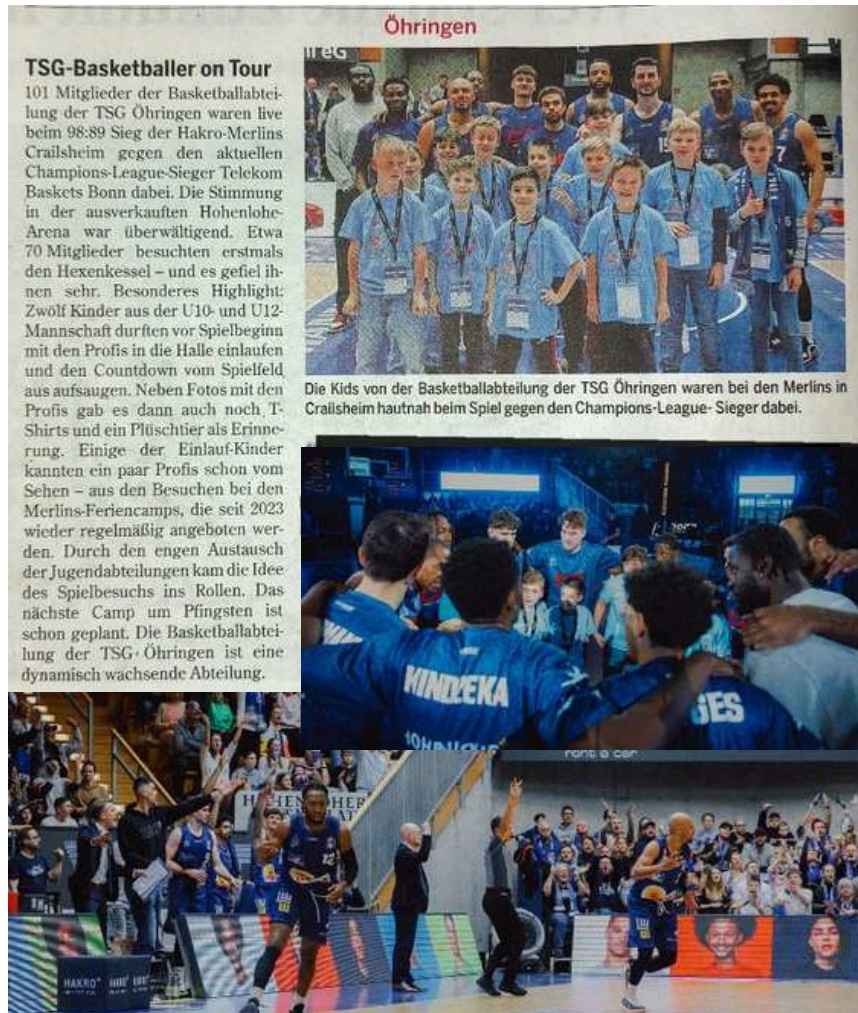 Öhringen
TSG-Basketballer on Tour
101 Mitglieder der Basketballabtei-
lung der TSG Öhringen waren live
beim 98:89 Sieg der Hakro-Merlins
Crailsheim gegen den aktuellen
Champions-League-Sieger Telekom
Baskets Bonn dabei. Die Stimmung
in der ausverkauften Hohenlohe-
Arena war überwältigend. Etwa
70 Mitglieder besuchten erstmals
den Hexenkessel – und es gefiel ih-
nen sehr. Besonderes Highlight:
Zwölf Kinder aus der U10- und U12-
Mannschaft durften vor Spielbeginn
mit den Profis in die Halle einlaufen
und den Countdown vom Spielfeld
aus aufsaugen. Neben Fotos mit den
Profis gab es dann auch noch T-
Shirts und ein Plüschtier als Erinne-
rung. Einige der Einlauf-Kinder
kannten ein paar Profis schon vom
Sehen – aus den Besuchen bei den
Merlins-Feriencamps, die seit 2023
wieder regelmäßig angeboten wer-
den. Durch den engen Austausch
der Jugendabteilungen kam die Idee
des Spielbesuchs ins Rollen. Das
nächste Camp um Pfingsten ist
schon geplant. Die Basketballabtei-
lung der TSG Öhringen ist eine
dynamisch wachsende Abteilung.
eG
15
7
Die Kids von der Basketballabteilung der TSG Öhringen waren bei den Merlins in
Crailsheim hautnah beim Spiel gegen den Champions-League- Sieger dabei.
KINDZEKA
GES
rent a car
22
HAKRO